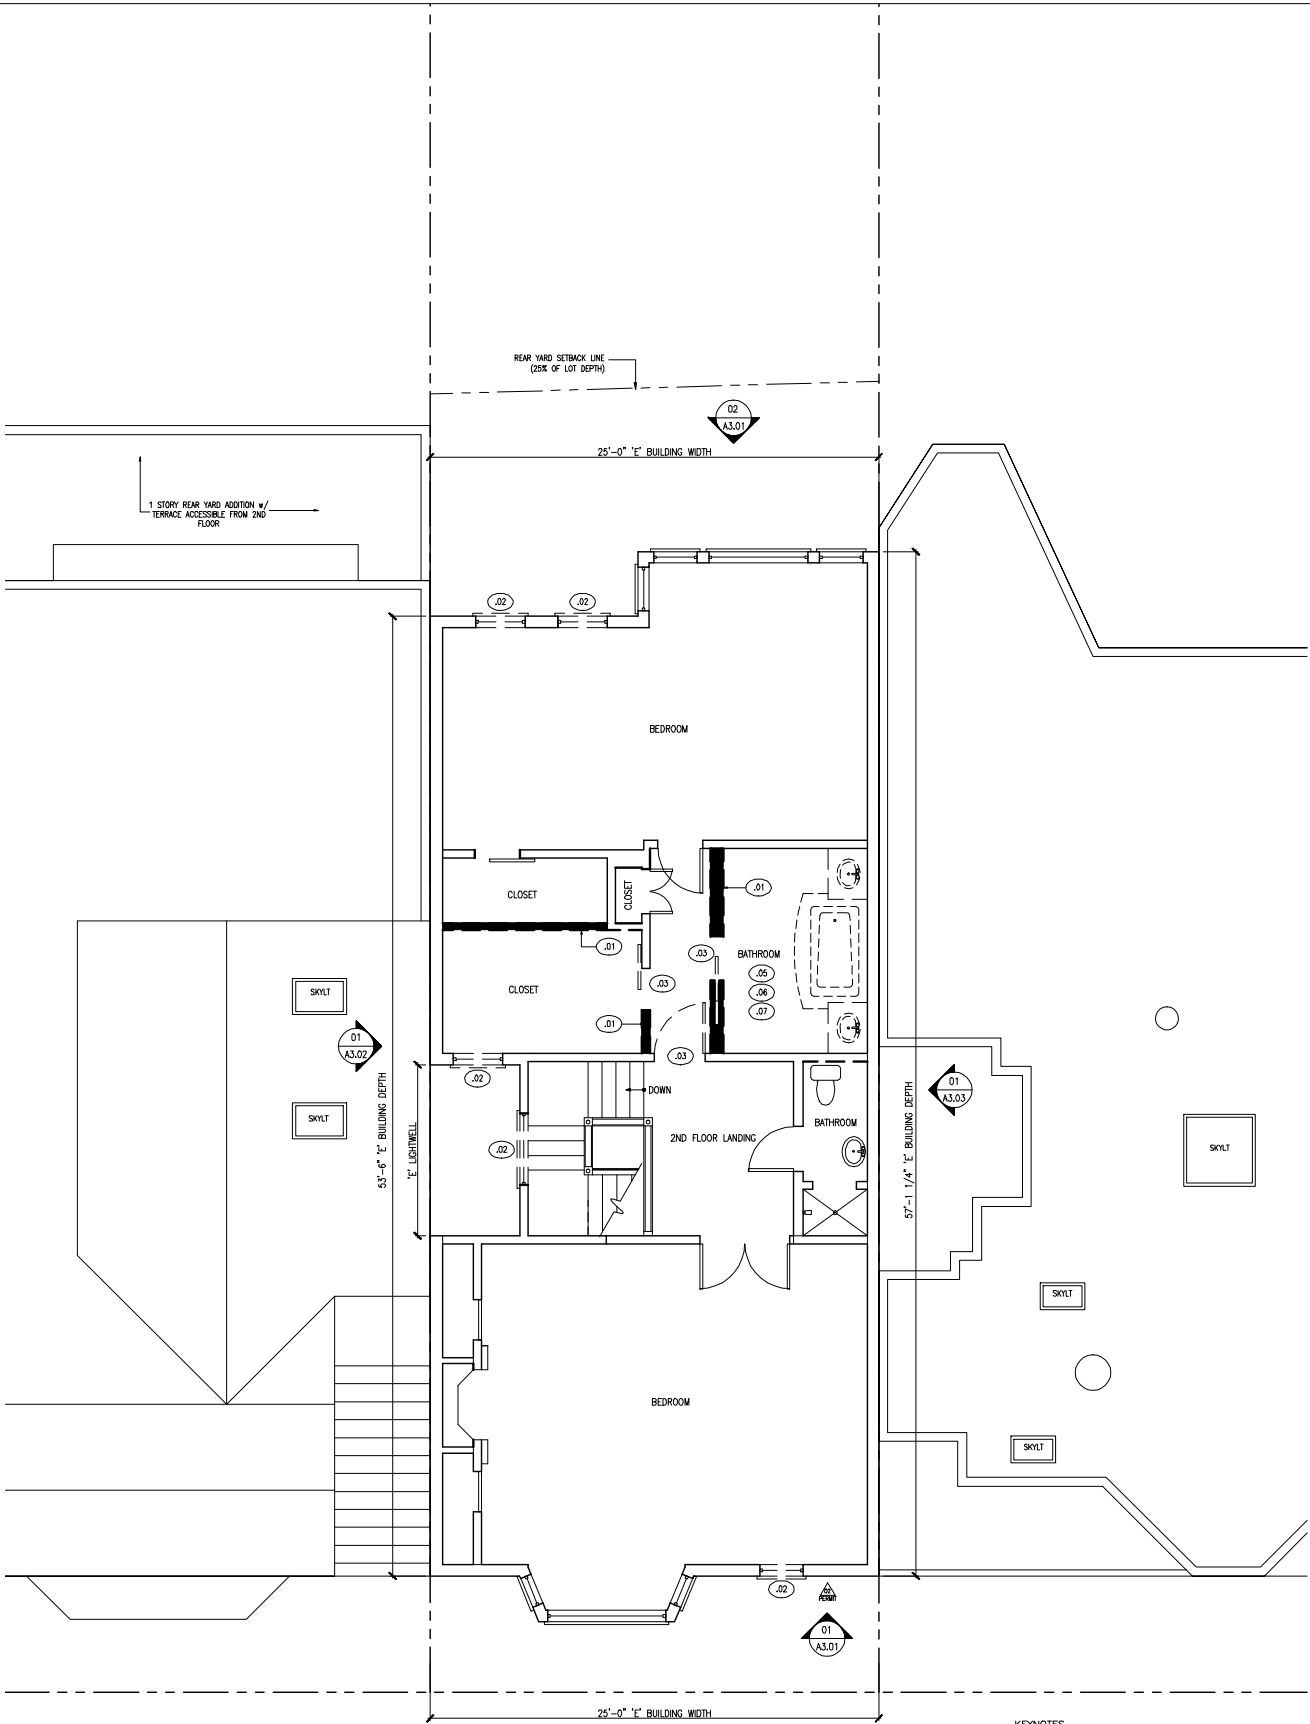 REAR YARD SETBACK LINE
(25% OF LOT DEPTH)
02
A3.01
25'-0" 'E' BUILDING WIDTH
1 STORY REAR YARD ADDITION w/
TERRACE ACCESSIBLE FROM 2ND
FLOOR
.02
.02
BEDROOM
CLOSET
CLOSET
.01
.01
.03
BATHROOM
.05
.06
.07
.03
CLOSET
.01
.03
SKYLT
01
A3.02
.02
DOWN
SKYLT
53'-6" 'E' BUILDING DEPTH
'E' LIGHTWELL
.02
2ND FLOOR LANDING
BATHROOM
57'-1 1/4" 'E' BUILDING DEPTH
01
A3.03
SKYLT
SKYLT
BEDROOM
SKYLT
.02
02
PERMIT
01
A3.01
25'-0" 'E' BUILDING WIDTH
KEYNOTES